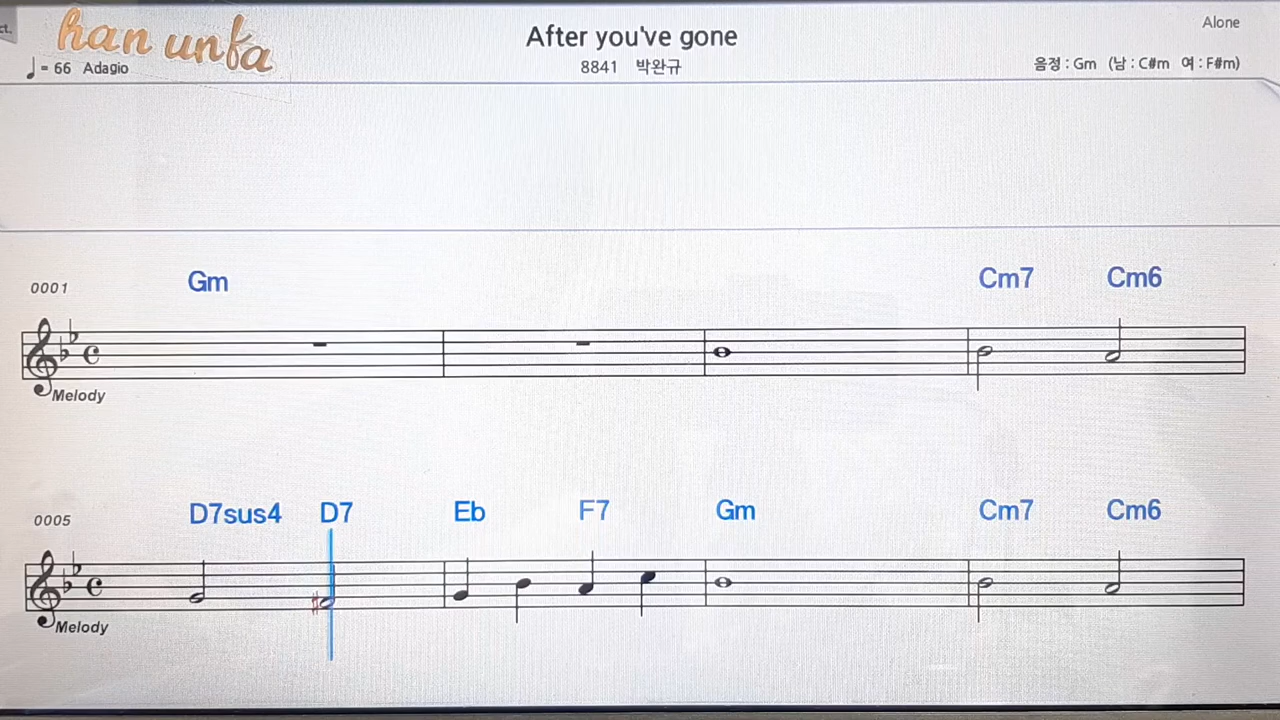 ct.
han unfa
After you've gone
Alone
♩= 66 Adagio
8841 박완규
음정 : Gm (남 : C#m 여 : F#m)
0001 Gm Cm7 Cm6
Melody
0005 D7sus4 D7 Eb F7 Gm Cm7 Cm6
Melody